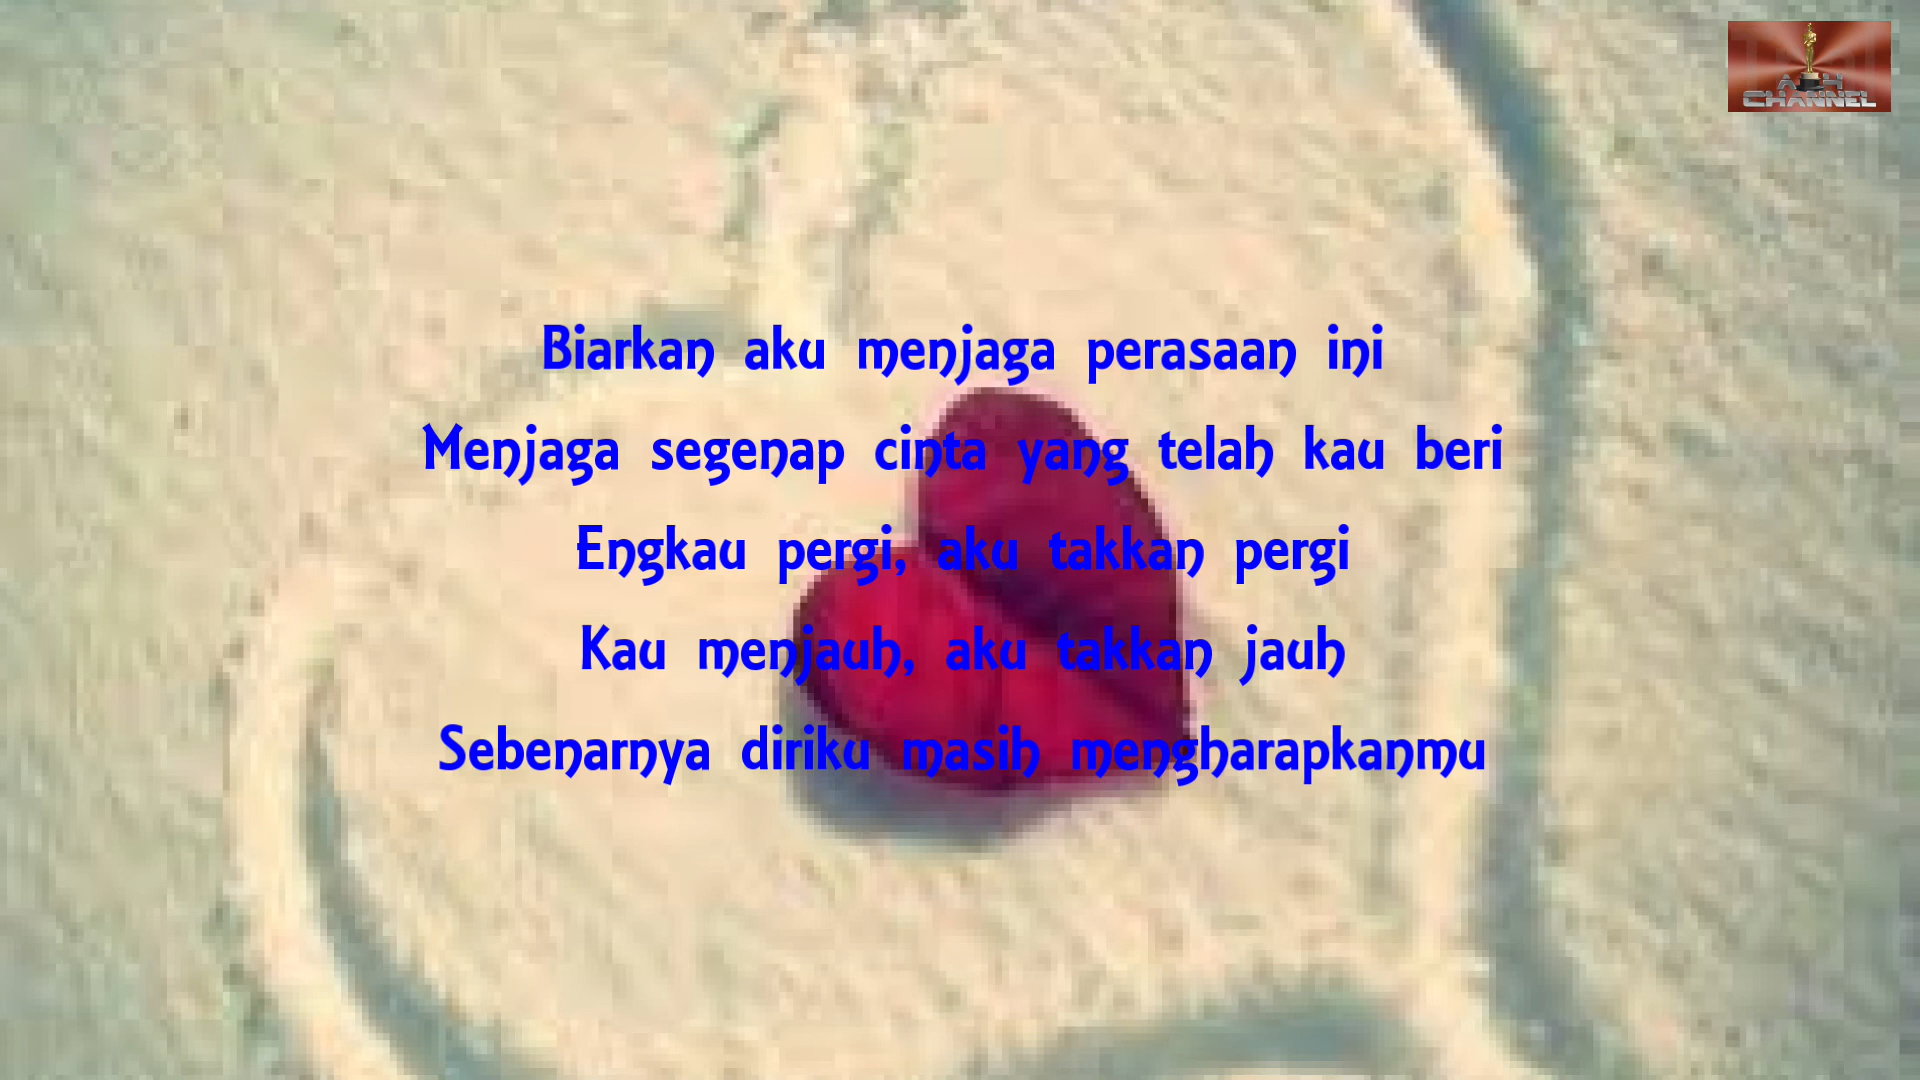 Biarkan aku menjaga perasaan ini
Menjaga segenap cinta yang telah kau beri
Engkau pergi, aku takkan pergi
Kau menjauh, aku takkan jauh
Sebenarnya diriku masih mengharapkanmu
CHANNEL